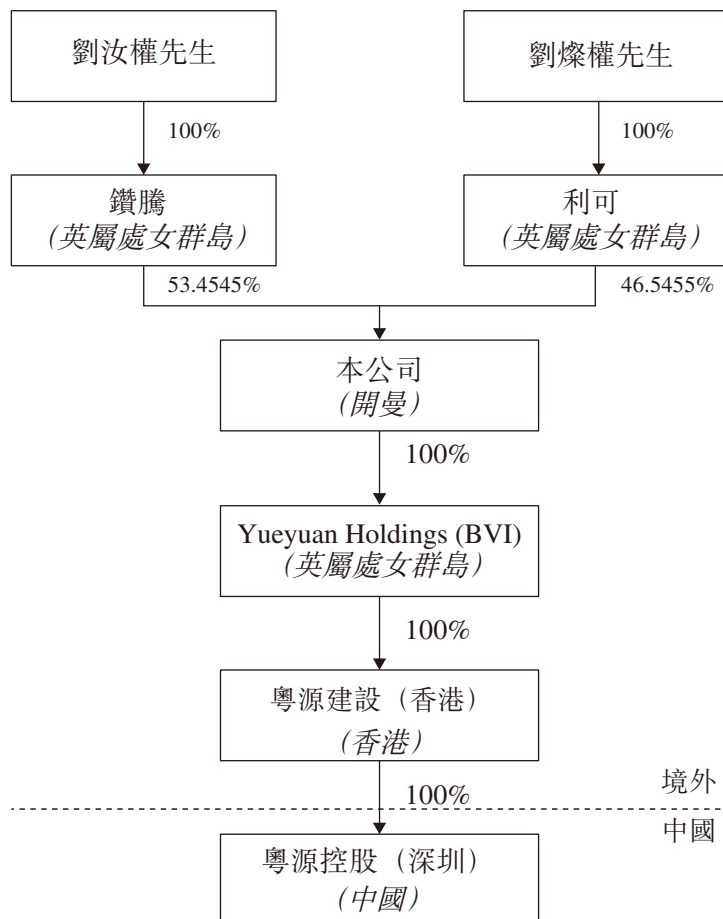 劉汝權先生
劉燦權先生
100%
100%
鑽騰
(英屬處女群島)
利可
(英屬處女群島)
53.4545%
46.5455%
本公司
(開曼)
100%
Yueyuan Holdings (BVI)
(英屬處女群島)
100%
粵源建設（香港）
(香港)
境外
100%
中國
粵源控股（深圳）
(中國)